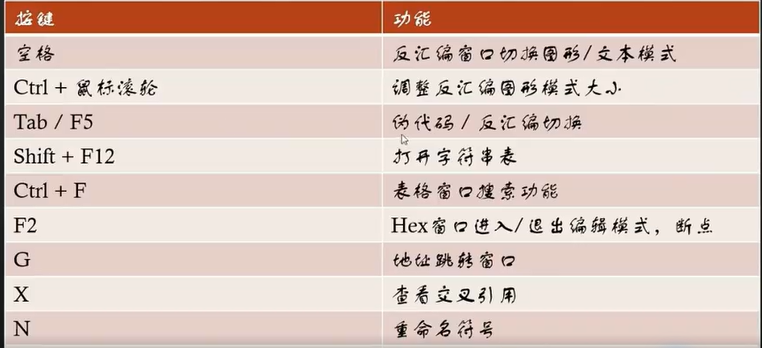 按键 功能
空格 反汇编窗口切换图形/文本模式
Ctrl + 鼠标滚轮 调整反汇编图形模式大小
Tab / F5 伪代码 / 反汇编切换
Shift + F12 打开字符串表
Ctrl + F 表格窗口搜索功能
F2 Hex窗口进入/退出编辑模式，断点
G 地址跳转窗口
X 查看交叉引用
N 重命名符号